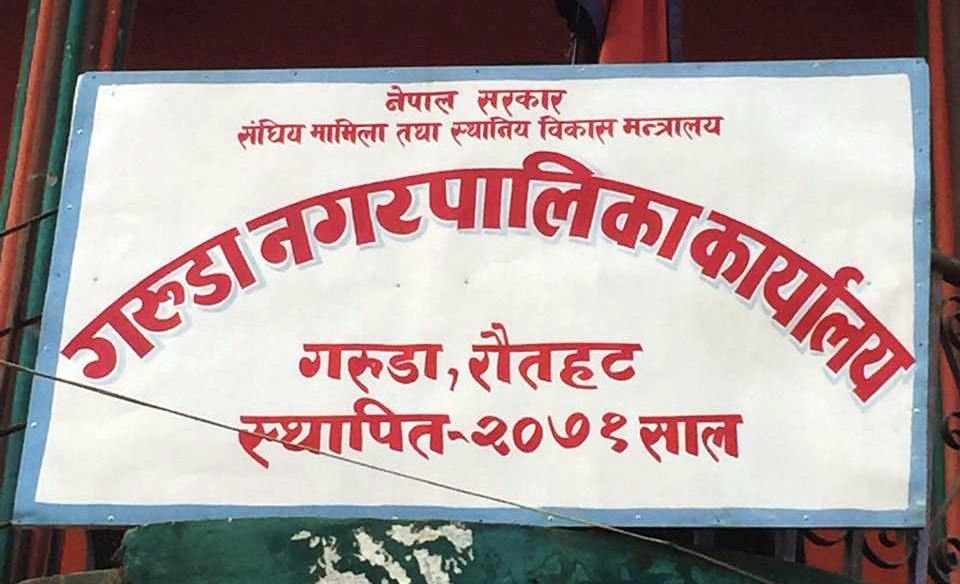 नेपाल सरकार
संघिय मामिला तथा स्थानिय विकास मन्त्रालय
गरुडा नगरपालिका कार्यालय
गरुडा, रौतहट
स्थापित-२०७१ साल